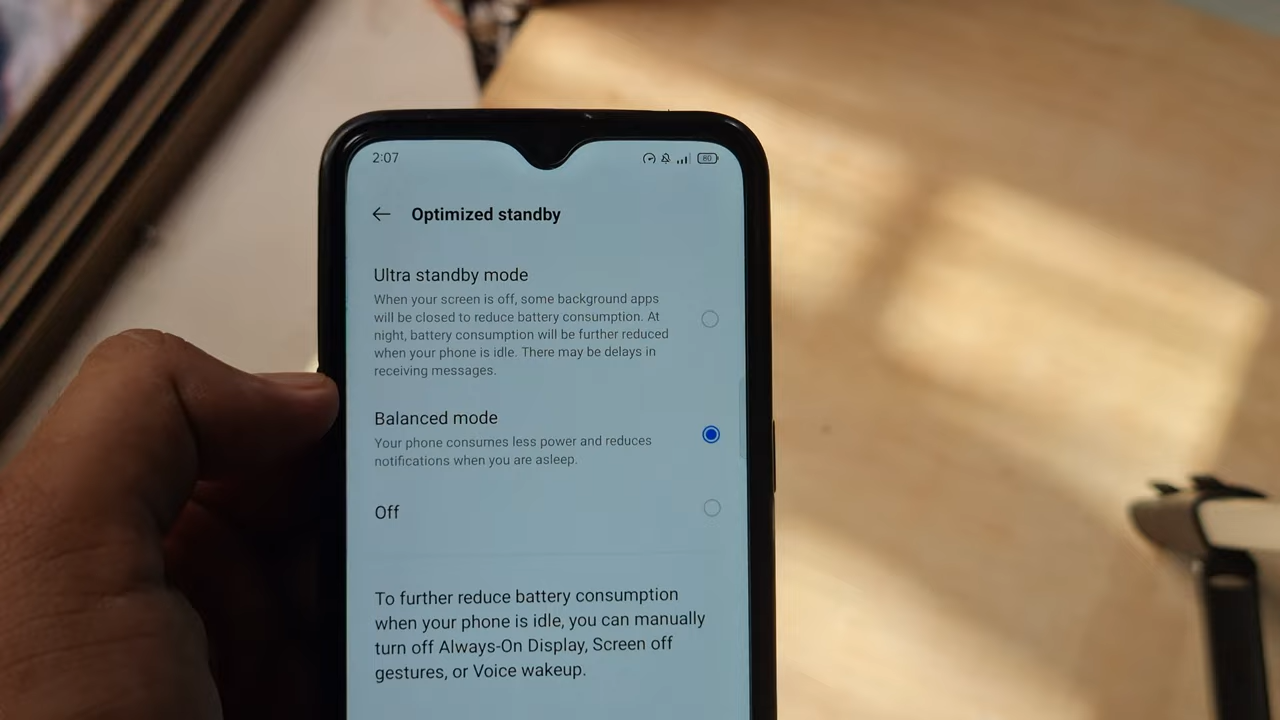 2:07 80
Optimized standby
Ultra standby mode
When your screen is off, some background apps
will be closed to reduce battery consumption. At
night, battery consumption will be further reduced
when your phone is idle. There may be delays in
receiving messages.
Balanced mode
Your phone consumes less power and reduces
notifications when you are asleep.
Off
To further reduce battery consumption
when your phone is idle, you can manually
turn off Always-On Display, Screen off
gestures, or Voice wakeup.